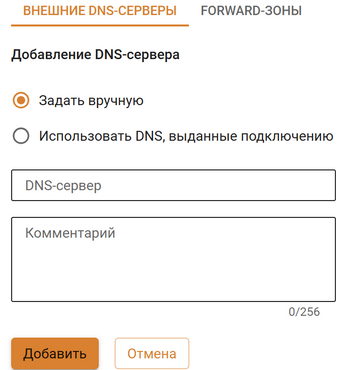 ВНЕШНИЕ DNS-СЕРВЕРЫ FORWARD-ЗОНЫ
Добавление DNS-сервера
Задать вручную
Использовать DNS, выданные подключению
DNS-сервер
Комментарий
0/256
Добавить Отмена